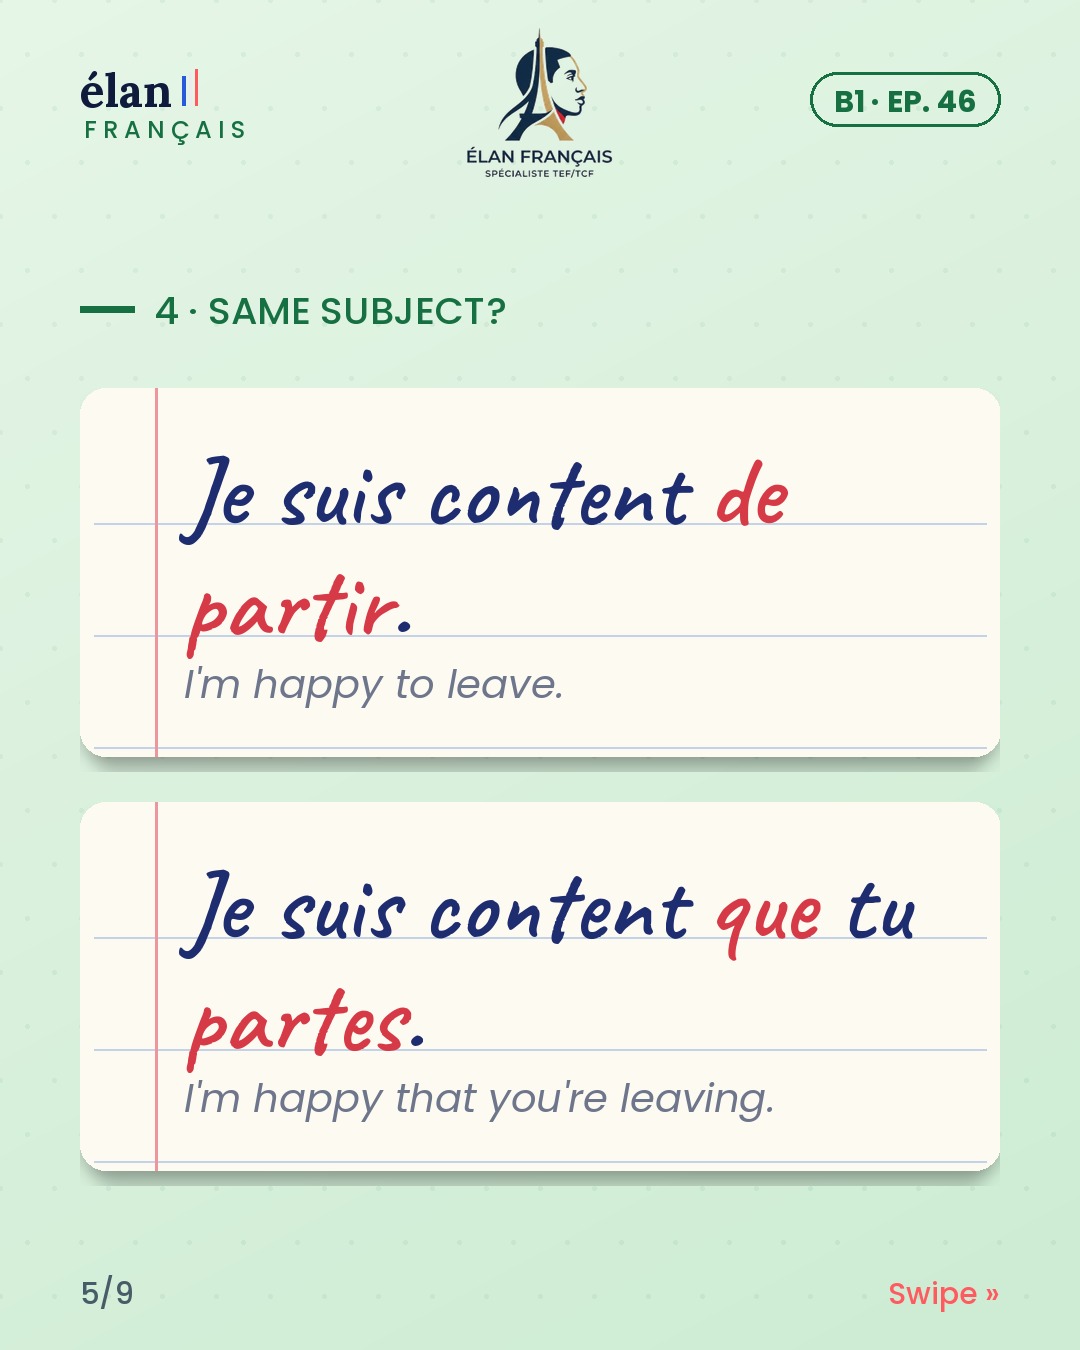 élan
FRANÇAIS
ÉLAN FRANÇAIS
SPÉCIALISTE TEF/TCF
B1 · EP. 46
4 · SAME SUBJECT?
Je suis content de
partir.
I'm happy to leave.
Je suis content que tu
partes.
I'm happy that you're leaving.
5/9
Swipe »